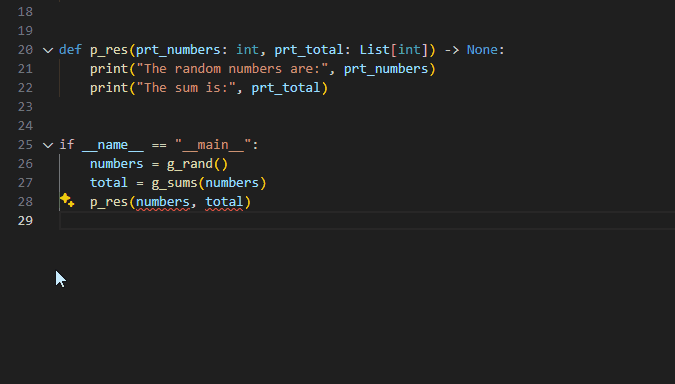 18
19
20 def p_res(prt_numbers: int, prt_total: List[int]) -> None:
21     print("The random numbers are:", prt_numbers)
22     print("The sum is:", prt_total)
23
24
25 if __name__ == "__main__":
26     numbers = g_rand()
27     total = g_sums(numbers)
28     p_res(numbers, total)
29